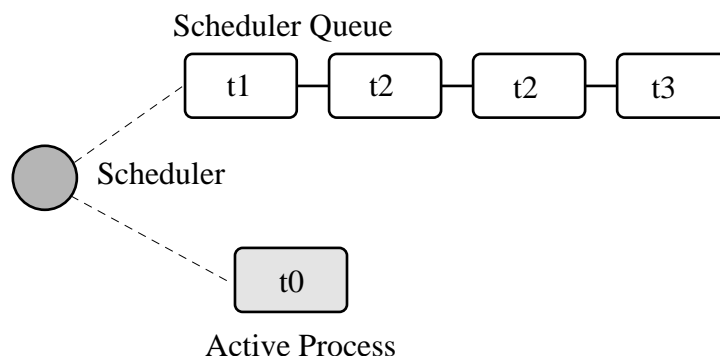 Scheduler Queue
t1 t2 t2 t3
Scheduler
t0
Active Process